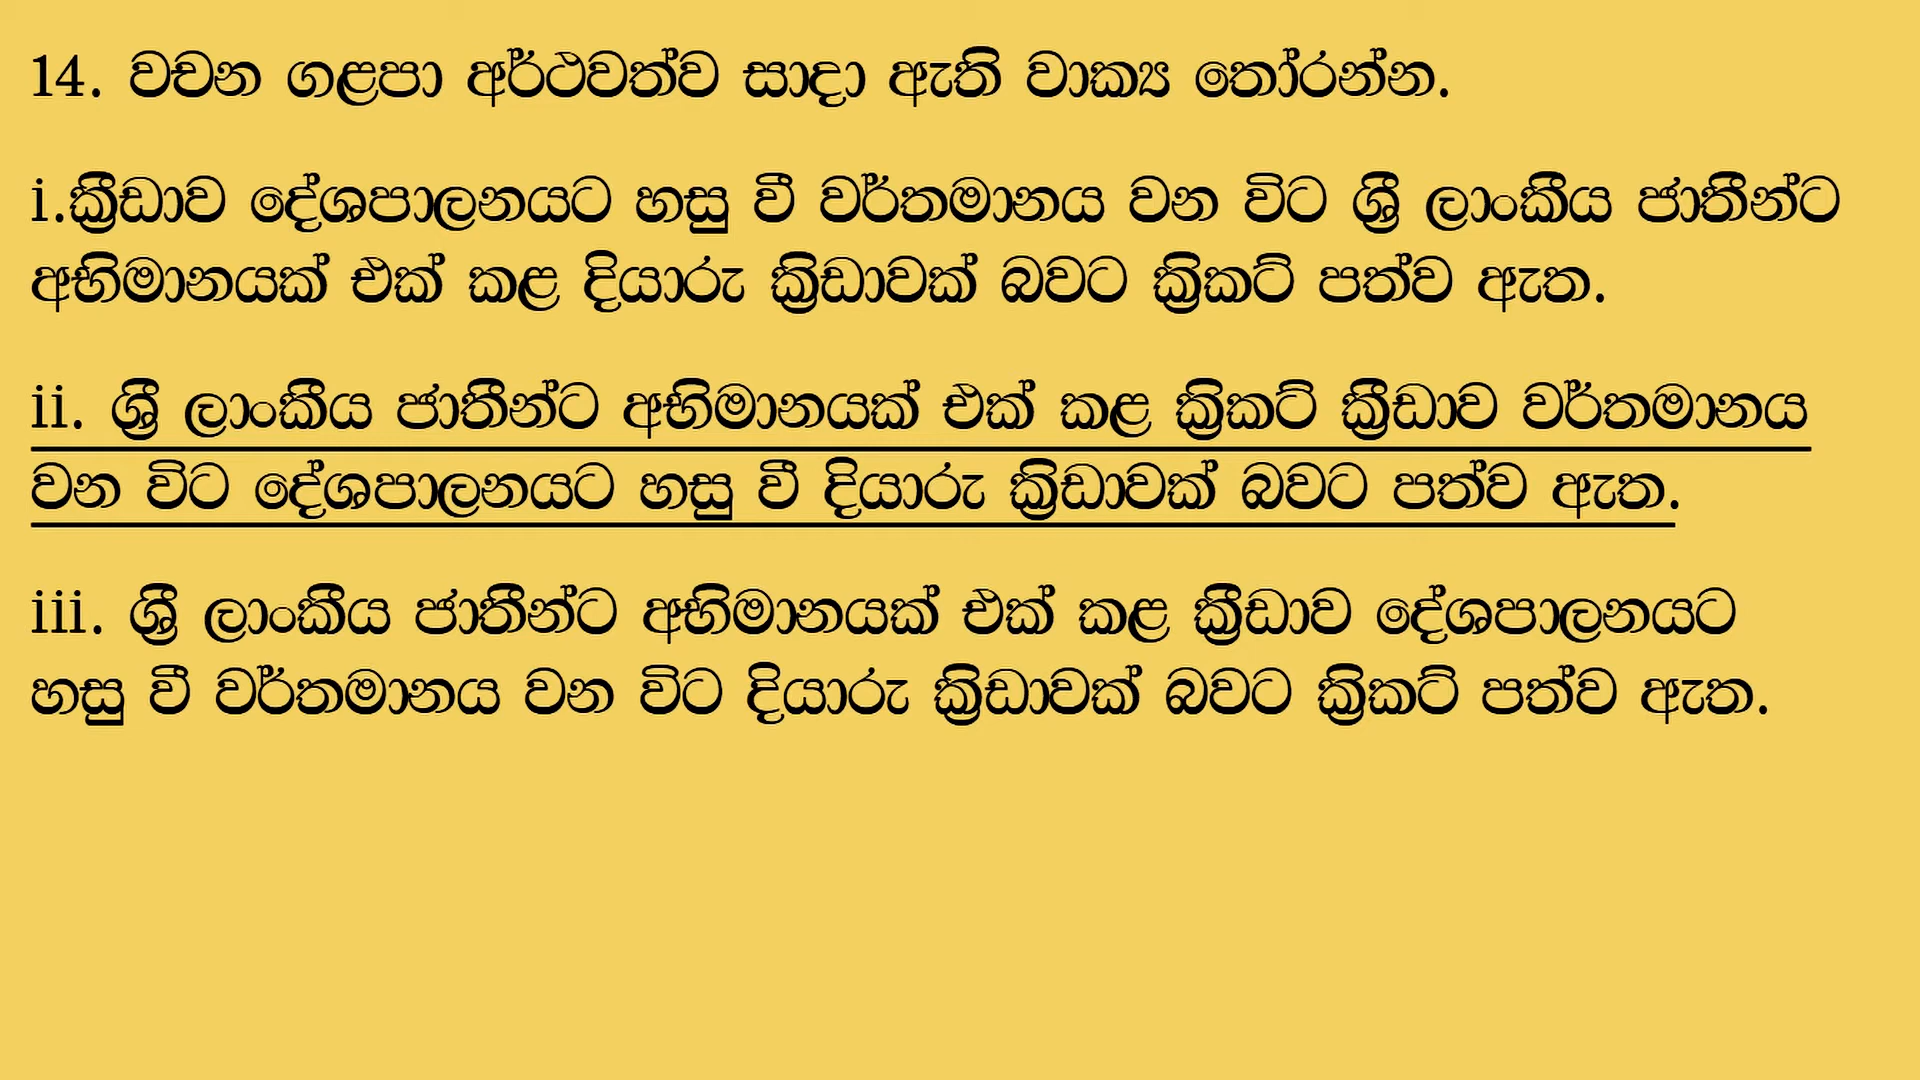 14. වචන ගළපා අර්ථවත්ව සාදා ඇති වාක්‍ය තෝරන්න.
i.ක්‍රීඩාව දේශපාලනයට හසු වී වර්තමානය වන විට ශ්‍රී ලාංකීය ජාතීන්ට
අභිමානයක් එක් කළ දියාරු ක්‍රිඩාවක් බවට ක්‍රිකට් පත්ව ඇත.
ii. ශ්‍රී ලාංකීය ජාතීන්ට අභිමානයක් එක් කළ ක්‍රිකට් ක්‍රීඩාව වර්තමානය
වන විට දේශපාලනයට හසු වී දියාරු ක්‍රිඩාවක් බවට පත්ව ඇත.
iii. ශ්‍රී ලාංකීය ජාතීන්ට අභිමානයක් එක් කළ ක්‍රීඩාව දේශපාලනයට
හසු වී වර්තමානය වන විට දියාරු ක්‍රිඩාවක් බවට ක්‍රිකට් පත්ව ඇත.